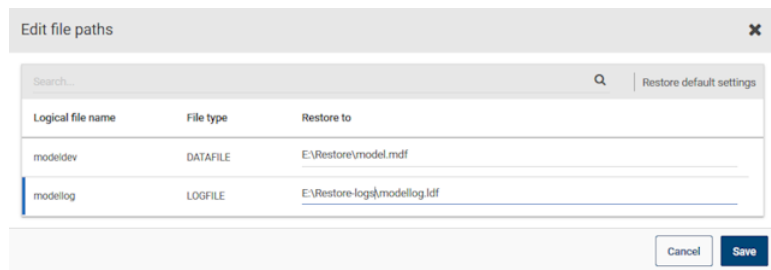 Edit file paths
Search...
Restore default settings
Logical file name File type Restore to
modeldev DATAFILE E:\Restore\model.mdf
modellog LOGFILE E:\Restore-logs\modellog.ldf
Cancel Save